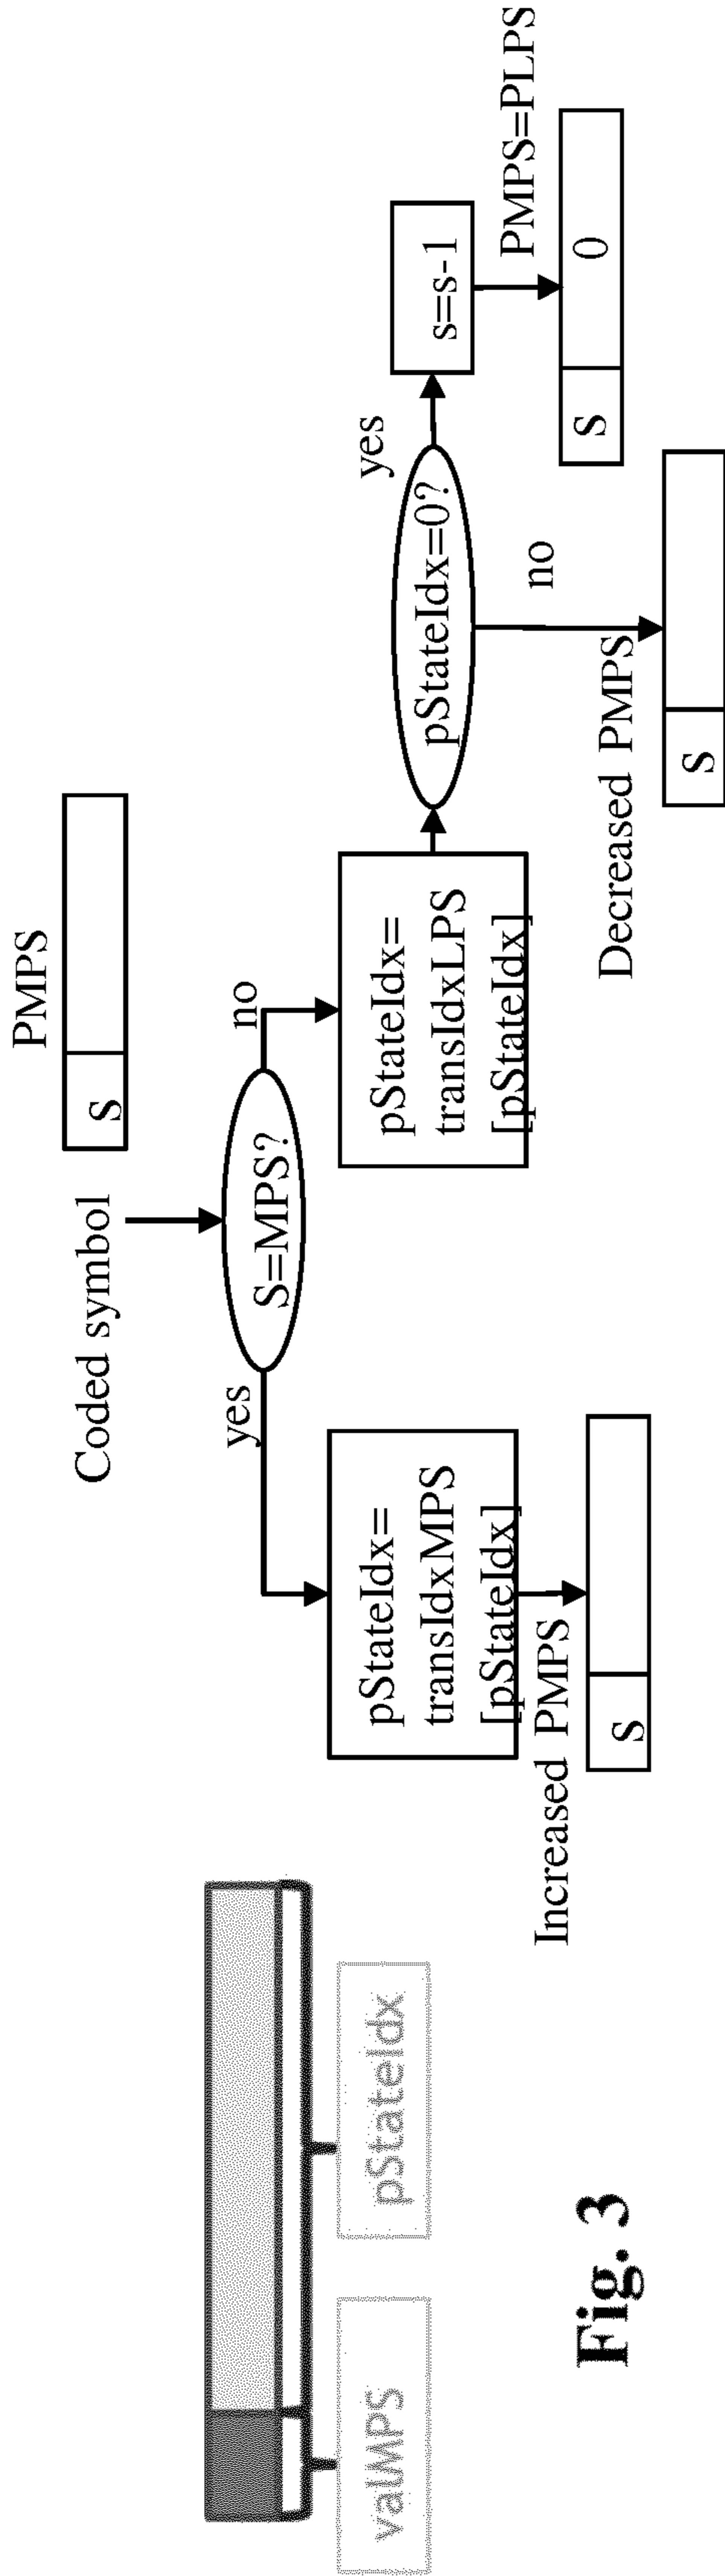 PMPS
S
Coded symbol
S=MPS?
yes
no
pStateIdx=
transIdxMPS
[pStateIdx]
Increased PMPS
S
pStateIdx=
transIdxLPS
[pStateIdx]
pStateIdx=0?
yes
s=s-1
PMPS=PLPS
S
0
no
Decreased PMPS
S
valMPS
pStateIdx
Fig. 3